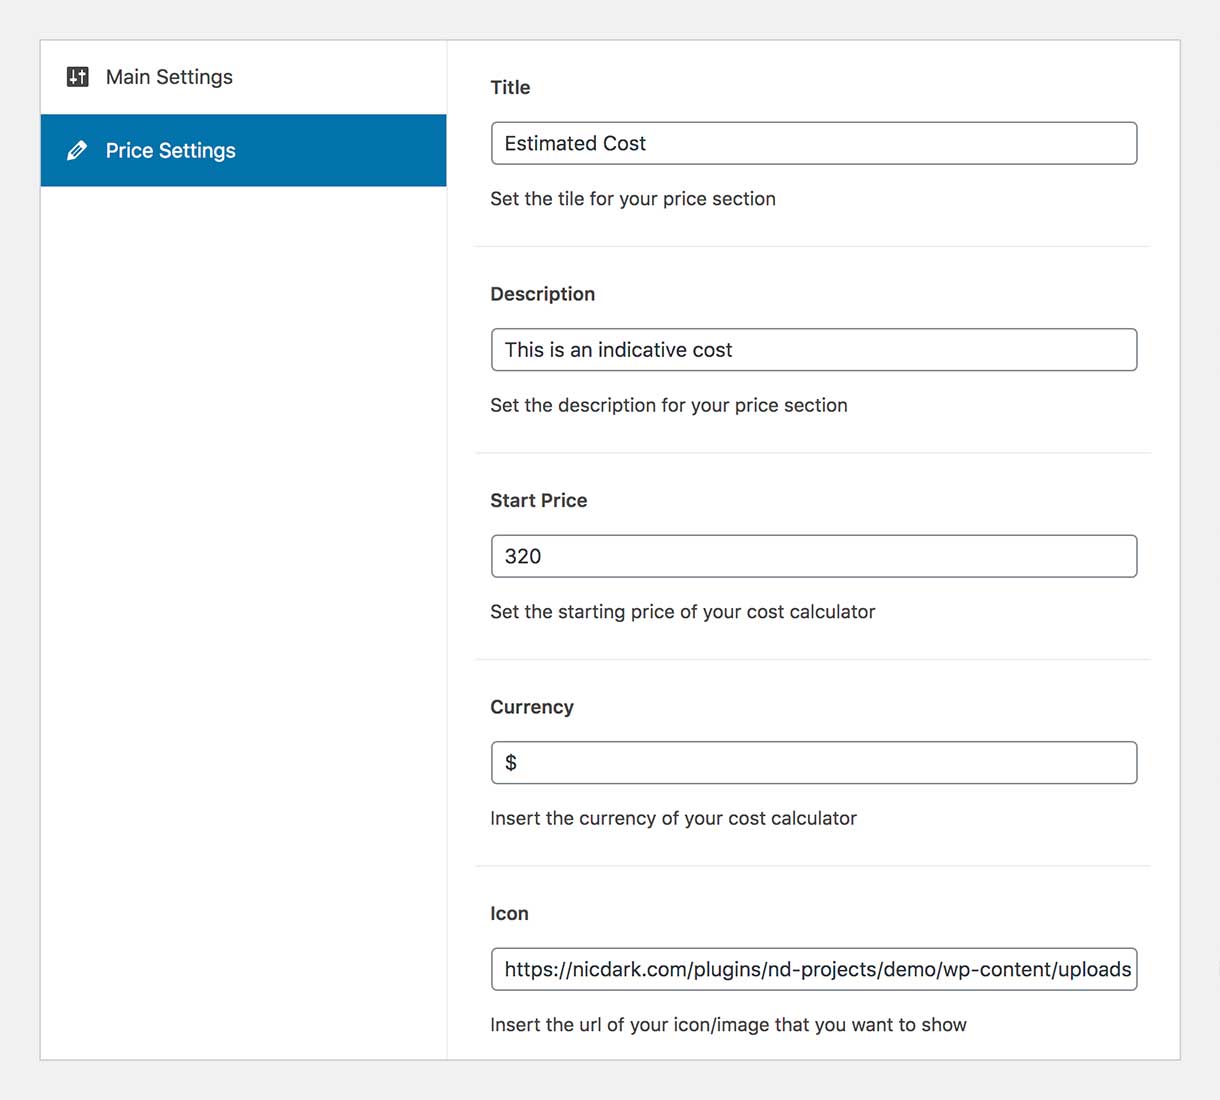 Main Settings
Price Settings
Title
Estimated Cost
Set the tile for your price section
Description
This is an indicative cost
Set the description for your price section
Start Price
320
Set the starting price of your cost calculator
Currency
$
Insert the currency of your cost calculator
Icon
https://nicdark.com/plugins/nd-projects/demo/wp-content/uploads
Insert the url of your icon/image that you want to show